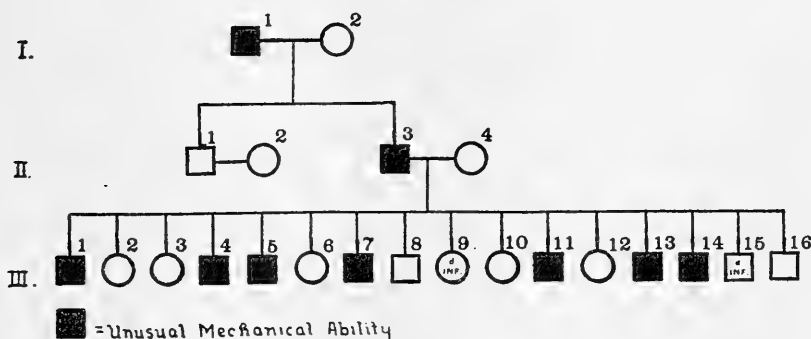 1 2
I.
1 2 3 4
II.
1 2 3 4 5 6 7 8 9. 10 11 12 13 14 15 16
d d
INF. INF.
III.
=Unusual Mechanical Ability